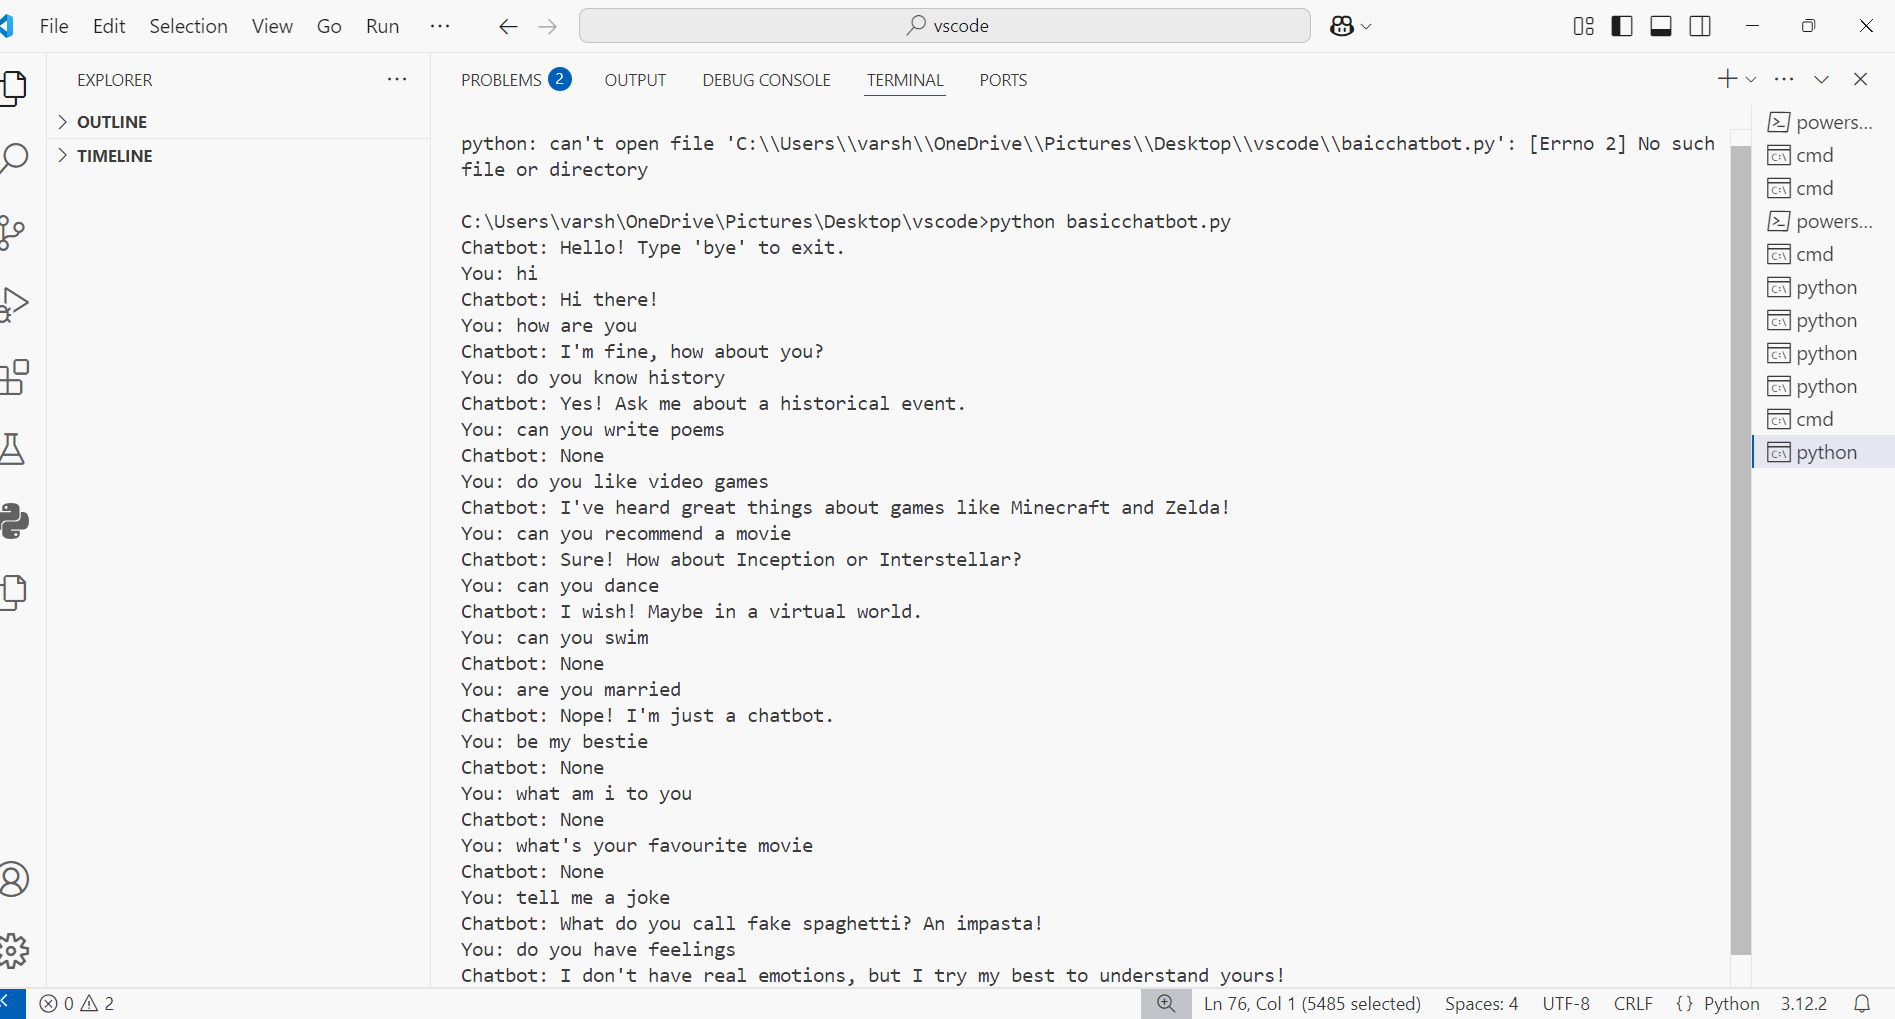 File Edit Selection View Go Run ···
vscode
EXPLORER ···
OUTLINE
TIMELINE
PROBLEMS 2 OUTPUT DEBUG CONSOLE TERMINAL PORTS
python: can't open file 'C:\\Users\\varsh\\OneDrive\\Pictures\\Desktop\\vscode\\baicchatbot.py': [Errno 2] No such
file or directory
C:\Users\varsh\OneDrive\Pictures\Desktop\vscode>python basicchatbot.py
Chatbot: Hello! Type 'bye' to exit.
You: hi
Chatbot: Hi there!
You: how are you
Chatbot: I'm fine, how about you?
You: do you know history
Chatbot: Yes! Ask me about a historical event.
You: can you write poems
Chatbot: None
You: do you like video games
Chatbot: I've heard great things about games like Minecraft and Zelda!
You: can you recommend a movie
Chatbot: Sure! How about Inception or Interstellar?
You: can you dance
Chatbot: I wish! Maybe in a virtual world.
You: can you swim
Chatbot: None
You: are you married
Chatbot: Nope! I'm just a chatbot.
You: be my bestie
Chatbot: None
You: what am i to you
Chatbot: None
You: what's your favourite movie
Chatbot: None
You: tell me a joke
Chatbot: What do you call fake spaghetti? An impasta!
You: do you have feelings
Chatbot: I don't have real emotions, but I try my best to understand yours!
powers...
cmd
cmd
powers...
cmd
python
python
python
python
cmd
python
0 2
Ln 76, Col 1 (5485 selected) Spaces: 4 UTF-8 CRLF {} Python 3.12.2